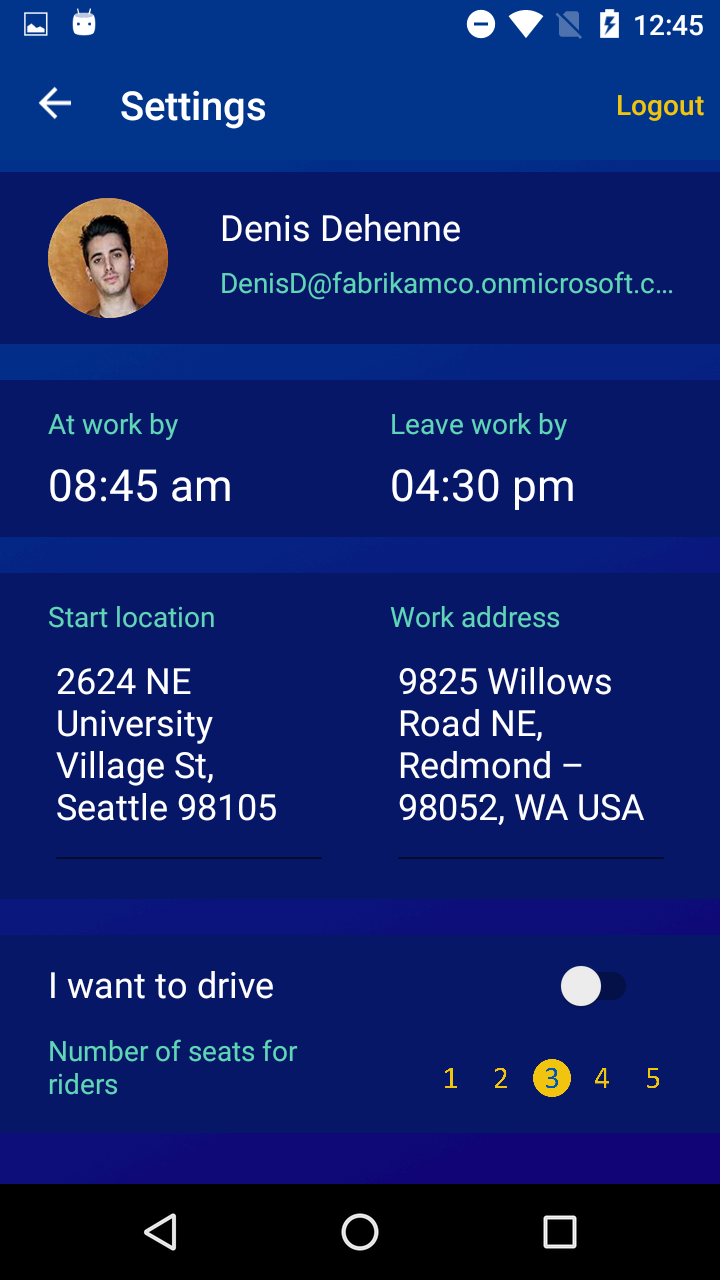 12:45
Settings
Logout
Denis Dehenne
DenisD@fabrikamco.onmicrosoft.c...
At work by
Leave work by
08:45 am
04:30 pm
Start location
Work address
2624 NE
University
Village St,
Seattle 98105
9825 Willows
Road NE,
Redmond –
98052, WA USA
I want to drive
Number of seats for
riders
1 2 3 4 5